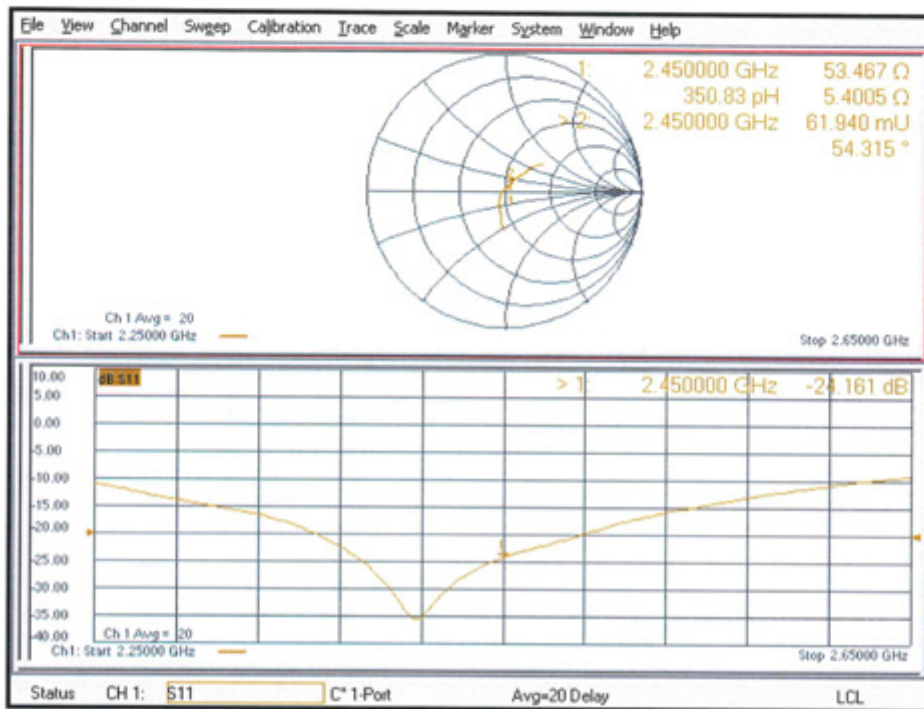 File View Channel Sweep Calibration Trace Scale Marker System Window Help
1: 2.450000 GHz 53.467 Ω
350.83 pH 5.4005 Ω
> 2: 2.450000 GHz 61.940 mU
54.315 °
Ch 1 Avg = 20
Ch1: Start 2.25000 GHz
Stop 2.65000 GHz
10.00
dB S11
> 1: 2.450000 GHz -24.161 dB
5.00
0.00
-5.00
-10.00
-15.00
-20.00
-25.00
1
-30.00
-35.00
-40.00
Ch 1 Avg = 20
Ch1: Start 2.25000 GHz
Stop 2.65000 GHz
Status CH 1: S11 C* 1-Port Avg=20 Delay LCL